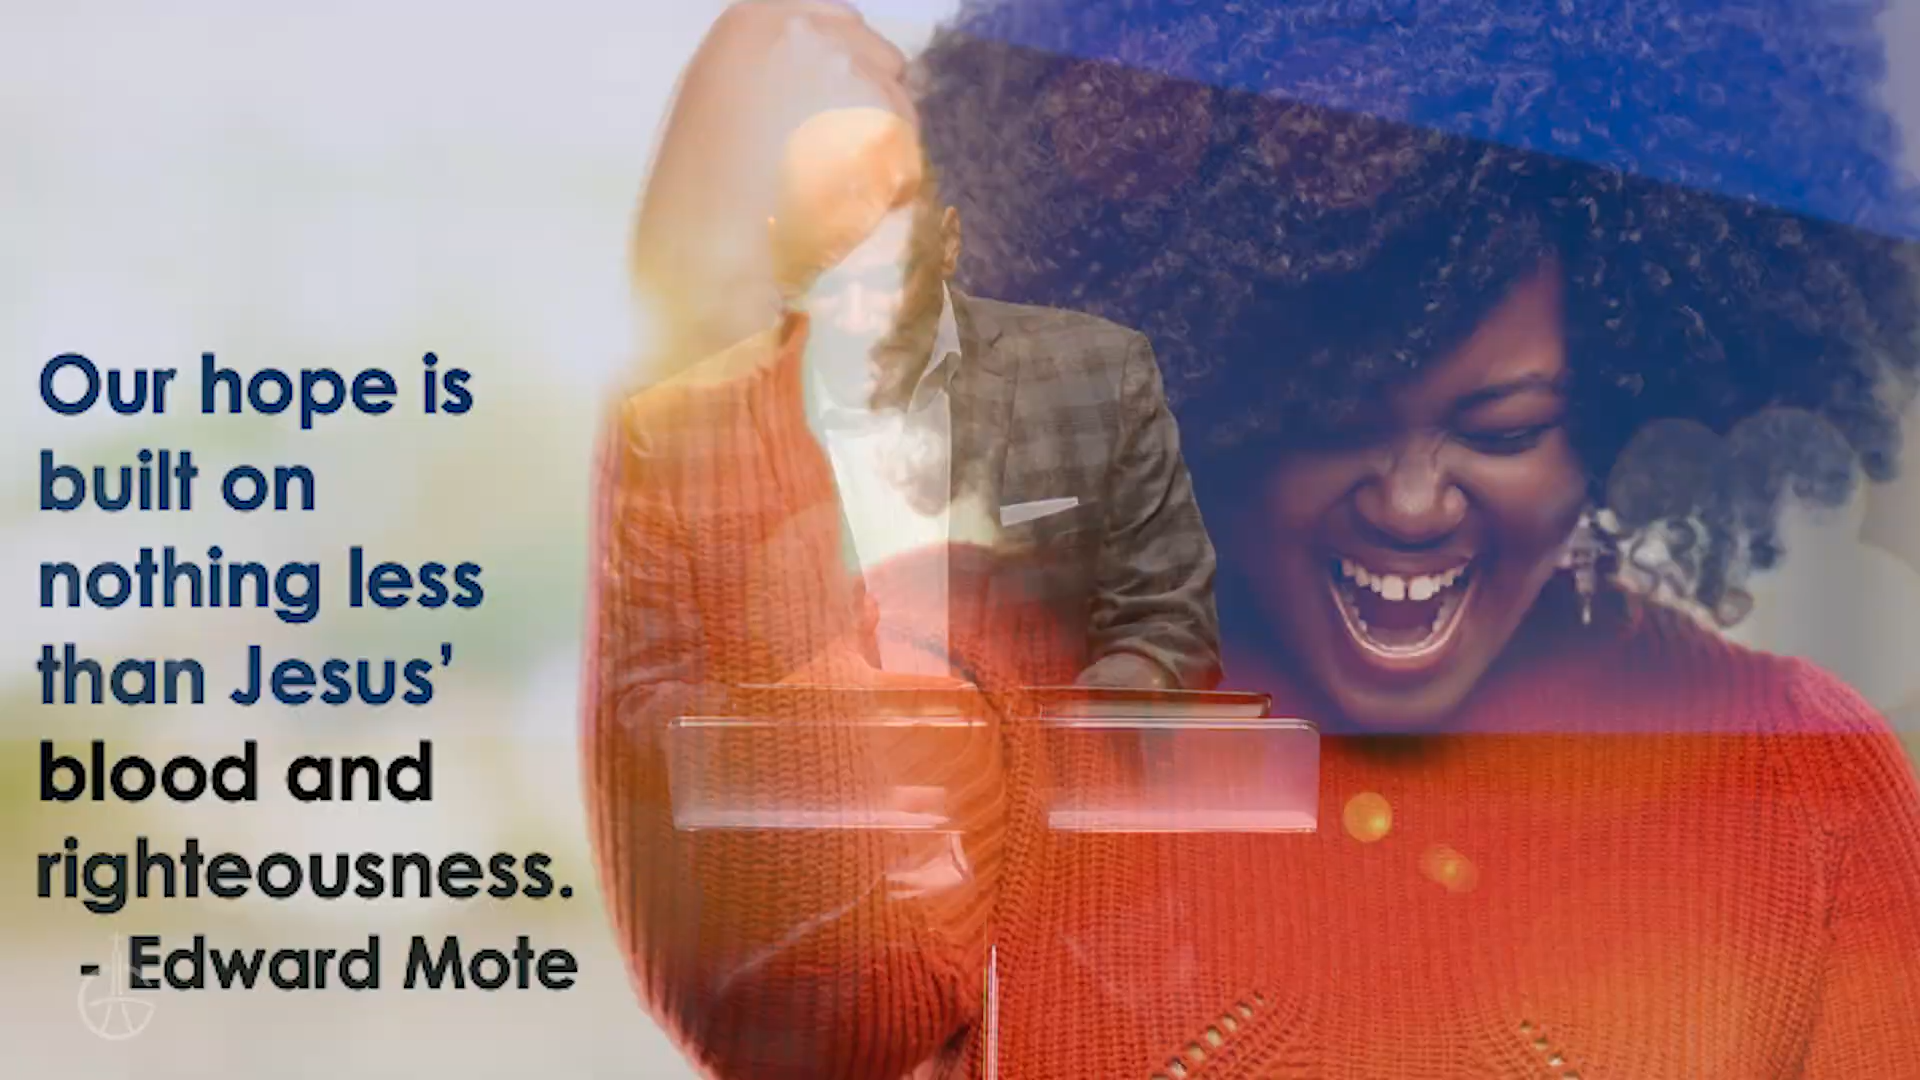 Our hope is
built on
nothing less
than Jesus’
blood and
righteousness.
- Edward Mote